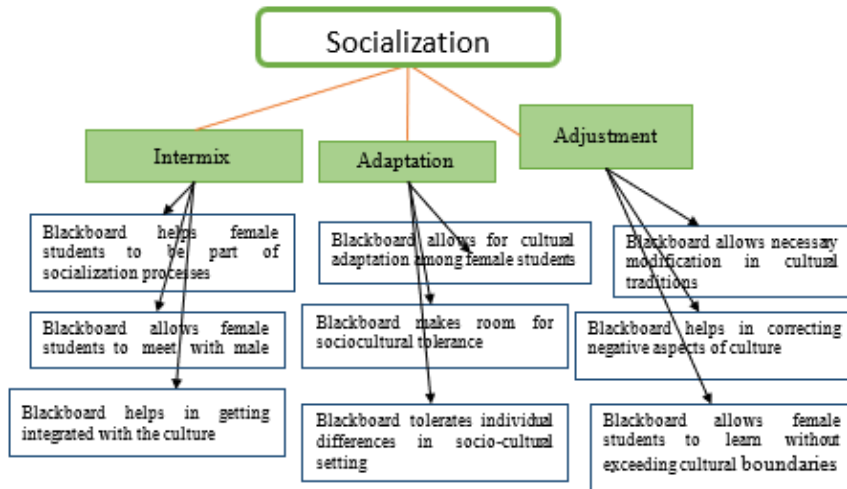 Socialization
Intermix
Adaptation
Adjustment
Blackboard helps female
students to be part of
socialization processes
Blackboard allows female
students to meet with male
Blackboard helps in getting
integrated with the culture
Blackboard allows for cultural
adaptation among female students
Blackboard makes room for
sociocultural tolerance
Blackboard tolerates individual
differences in socio-cultural
setting
Blackboard allows necessary
modification in cultural
traditions
Blackboard helps in correcting
negative aspects of culture
Blackboard allows female
students to learn without
exceeding cultural boundaries